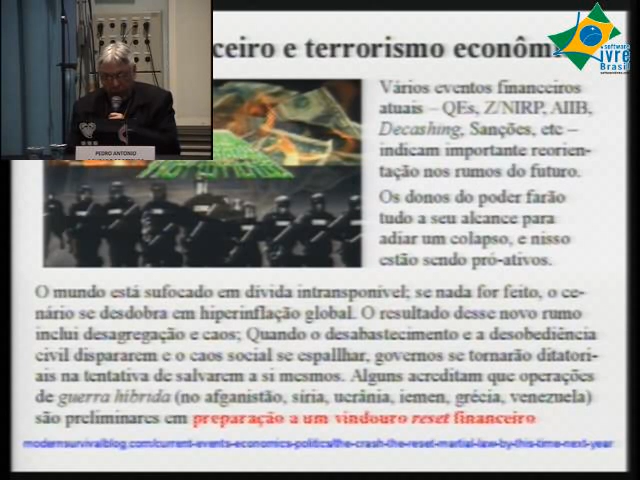 ceiro e terrorismo econôm
software
livre
Brasil
PEDRO ANTONIO
Vários eventos financeiros
atuais – QEs, Z/NIRP, AIIB,
Decashing, Sanções, etc –
indicam importante reorien-
tação nos rumos do futuro.
Os donos do poder farão
tudo a seu alcance para
adiar um colapso, e nisso
estão sendo pró-ativos.
O mundo está sufocado em dívida intransponível; se nada for feito, o ce-
nário se desdobra em hiperinflação global. O resultado desse novo rumo
inclui desagregação e caos; Quando o desabastecimento e a desobediência
civil dispararem e o caos social se espallhar, governos se tornarão ditatori-
ais na tentativa de salvarem a si mesmos. Alguns acreditam que operações
de guerra híbrida (no afganistão, síria, ucrânia, iemen, grécia, venezuela)
são preliminares em preparação a um vindouro reset financeiro
modernsurvivalblog.com/current-events-economics-politics/the-crash-the-reset-martial-law-by-this-time-next-year